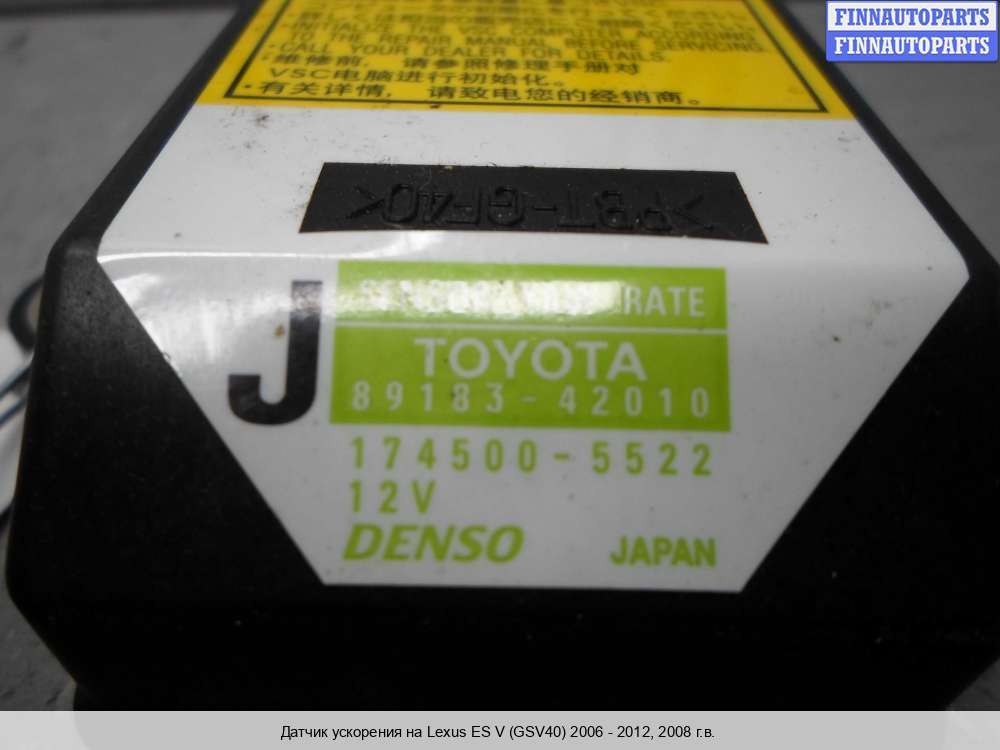 FINNAUTOPARTS
FINNAUTOPARTS
TO THE REPAIR MANUAL BEFORE SERVICING.
·CALL YOUR DEALER FOR DETAILS.
·维修前，请参照修理手册对
VSC电脑进行初始化。
·有关详情，请致电您的经销商。
>PBT-GF40<
J
RATE
TOYOTA
89183-42010
174500-5522
12V
DENSO JAPAN
Датчик ускорения на Lexus ES V (GSV40) 2006 - 2012, 2008 г.в.